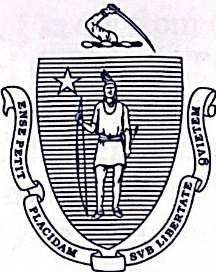 ENSE PETIT
PLACIDAM
SVB LIBERTATE
QVIETEM